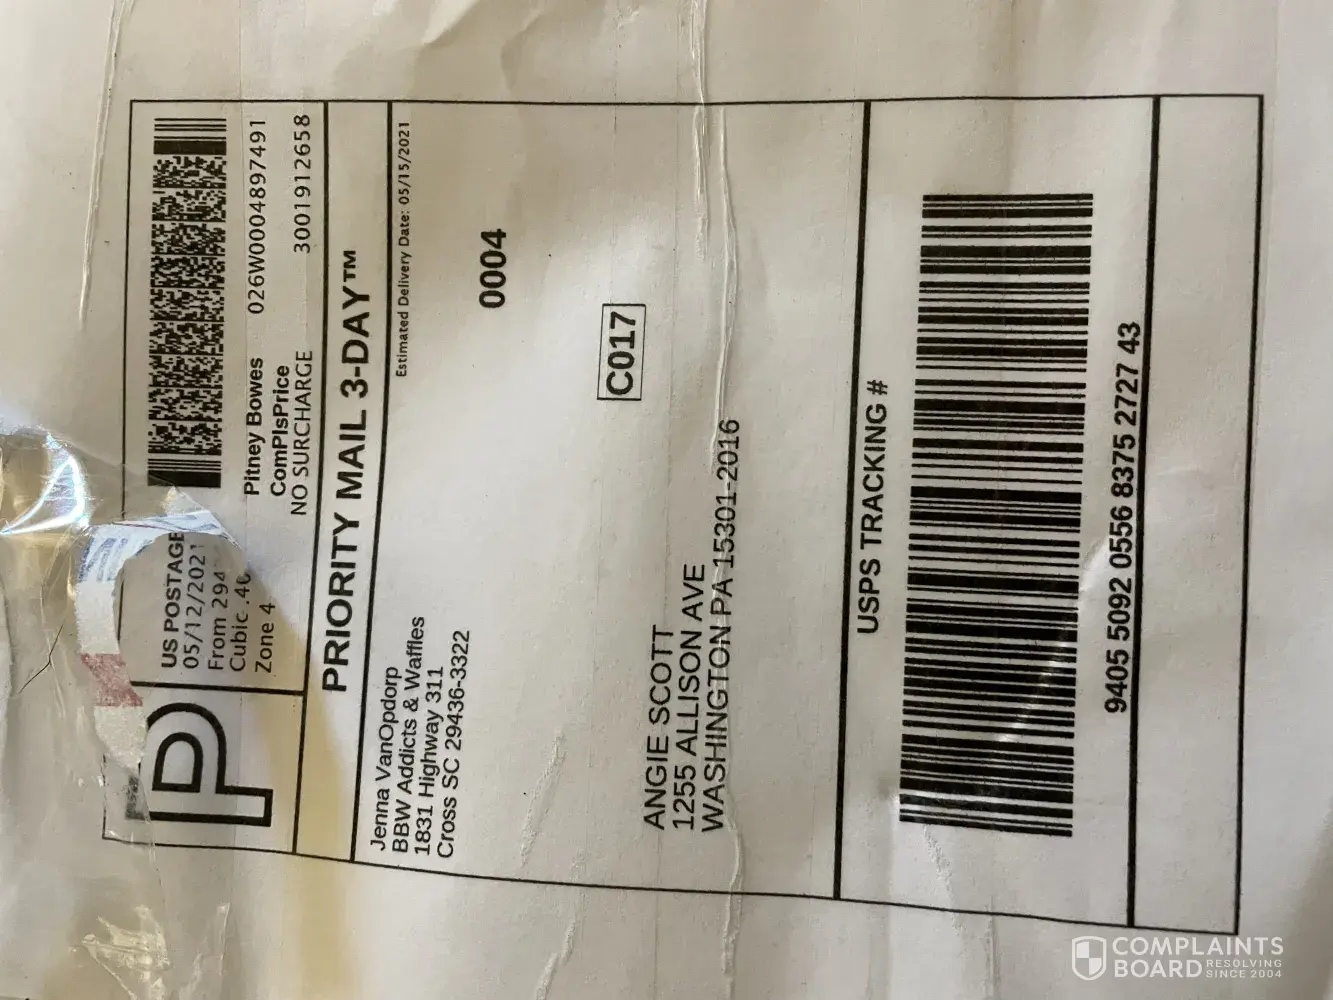 P
US POSTAGE
05/12/2021
From 294
Cubic .40
Zone 4
Pitney Bowes
ComPlsPrice
NO SURCHARGE
026W0004897491
3001912658
PRIORITY MAIL 3-DAY™
Estimated Delivery Date: 05/15/2021
Jenna VanOpdorp
BBW Addicts & Waffles
1831 Highway 311
Cross SC 29436-3322
0004
C017
ANGIE SCOTT
1255 ALLISON AVE
WASHINGTON PA 15301-2016
USPS TRACKING #
9405 5092 0556 8375 2727 43
COMPLAINTS
BOARD RESOLVING
SINCE 2004